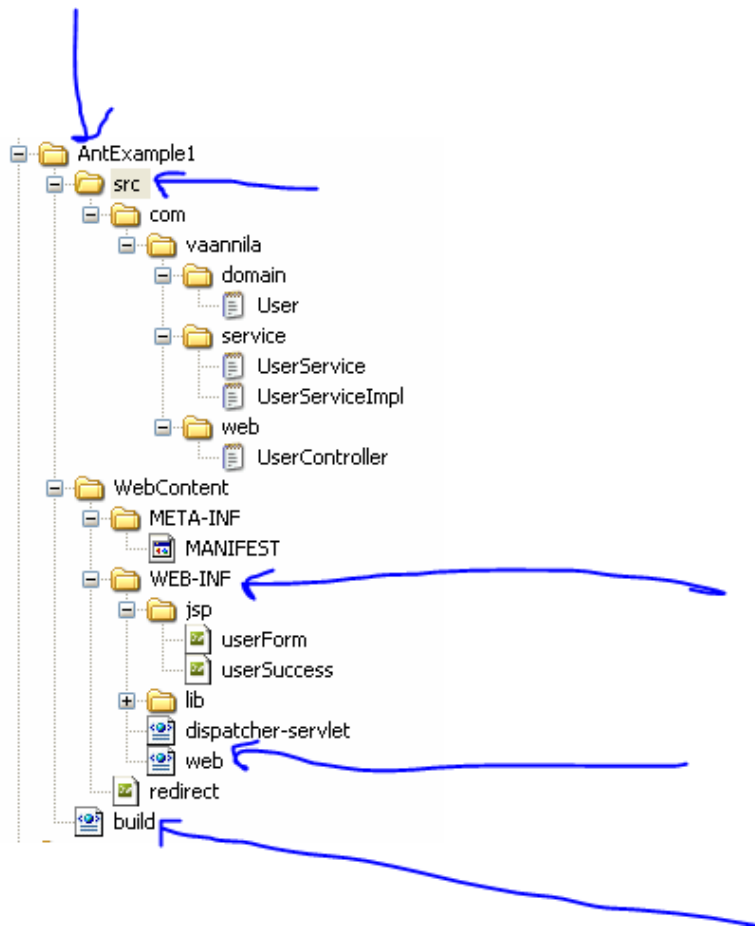 AntExample1
src
com
vaannila
domain
User
service
UserService
UserServiceImpl
web
UserController
WebContent
META-INF
MANIFEST
WEB-INF
jsp
userForm
userSuccess
lib
dispatcher-servlet
web
redirect
build